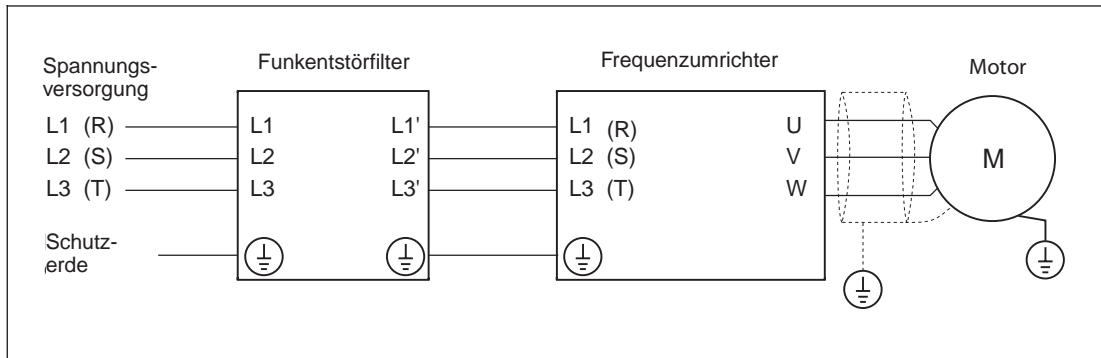 Spannungs-
versorgung
Funkentstörfilter
Frequenzumrichter
Motor
L1 (R)
L1
L1'
L1 (R)
U
L2 (S)
L2
L2'
L2 (S)
V
M
L3 (T)
L3
L3'
L3 (T)
W
Schutz-
erde